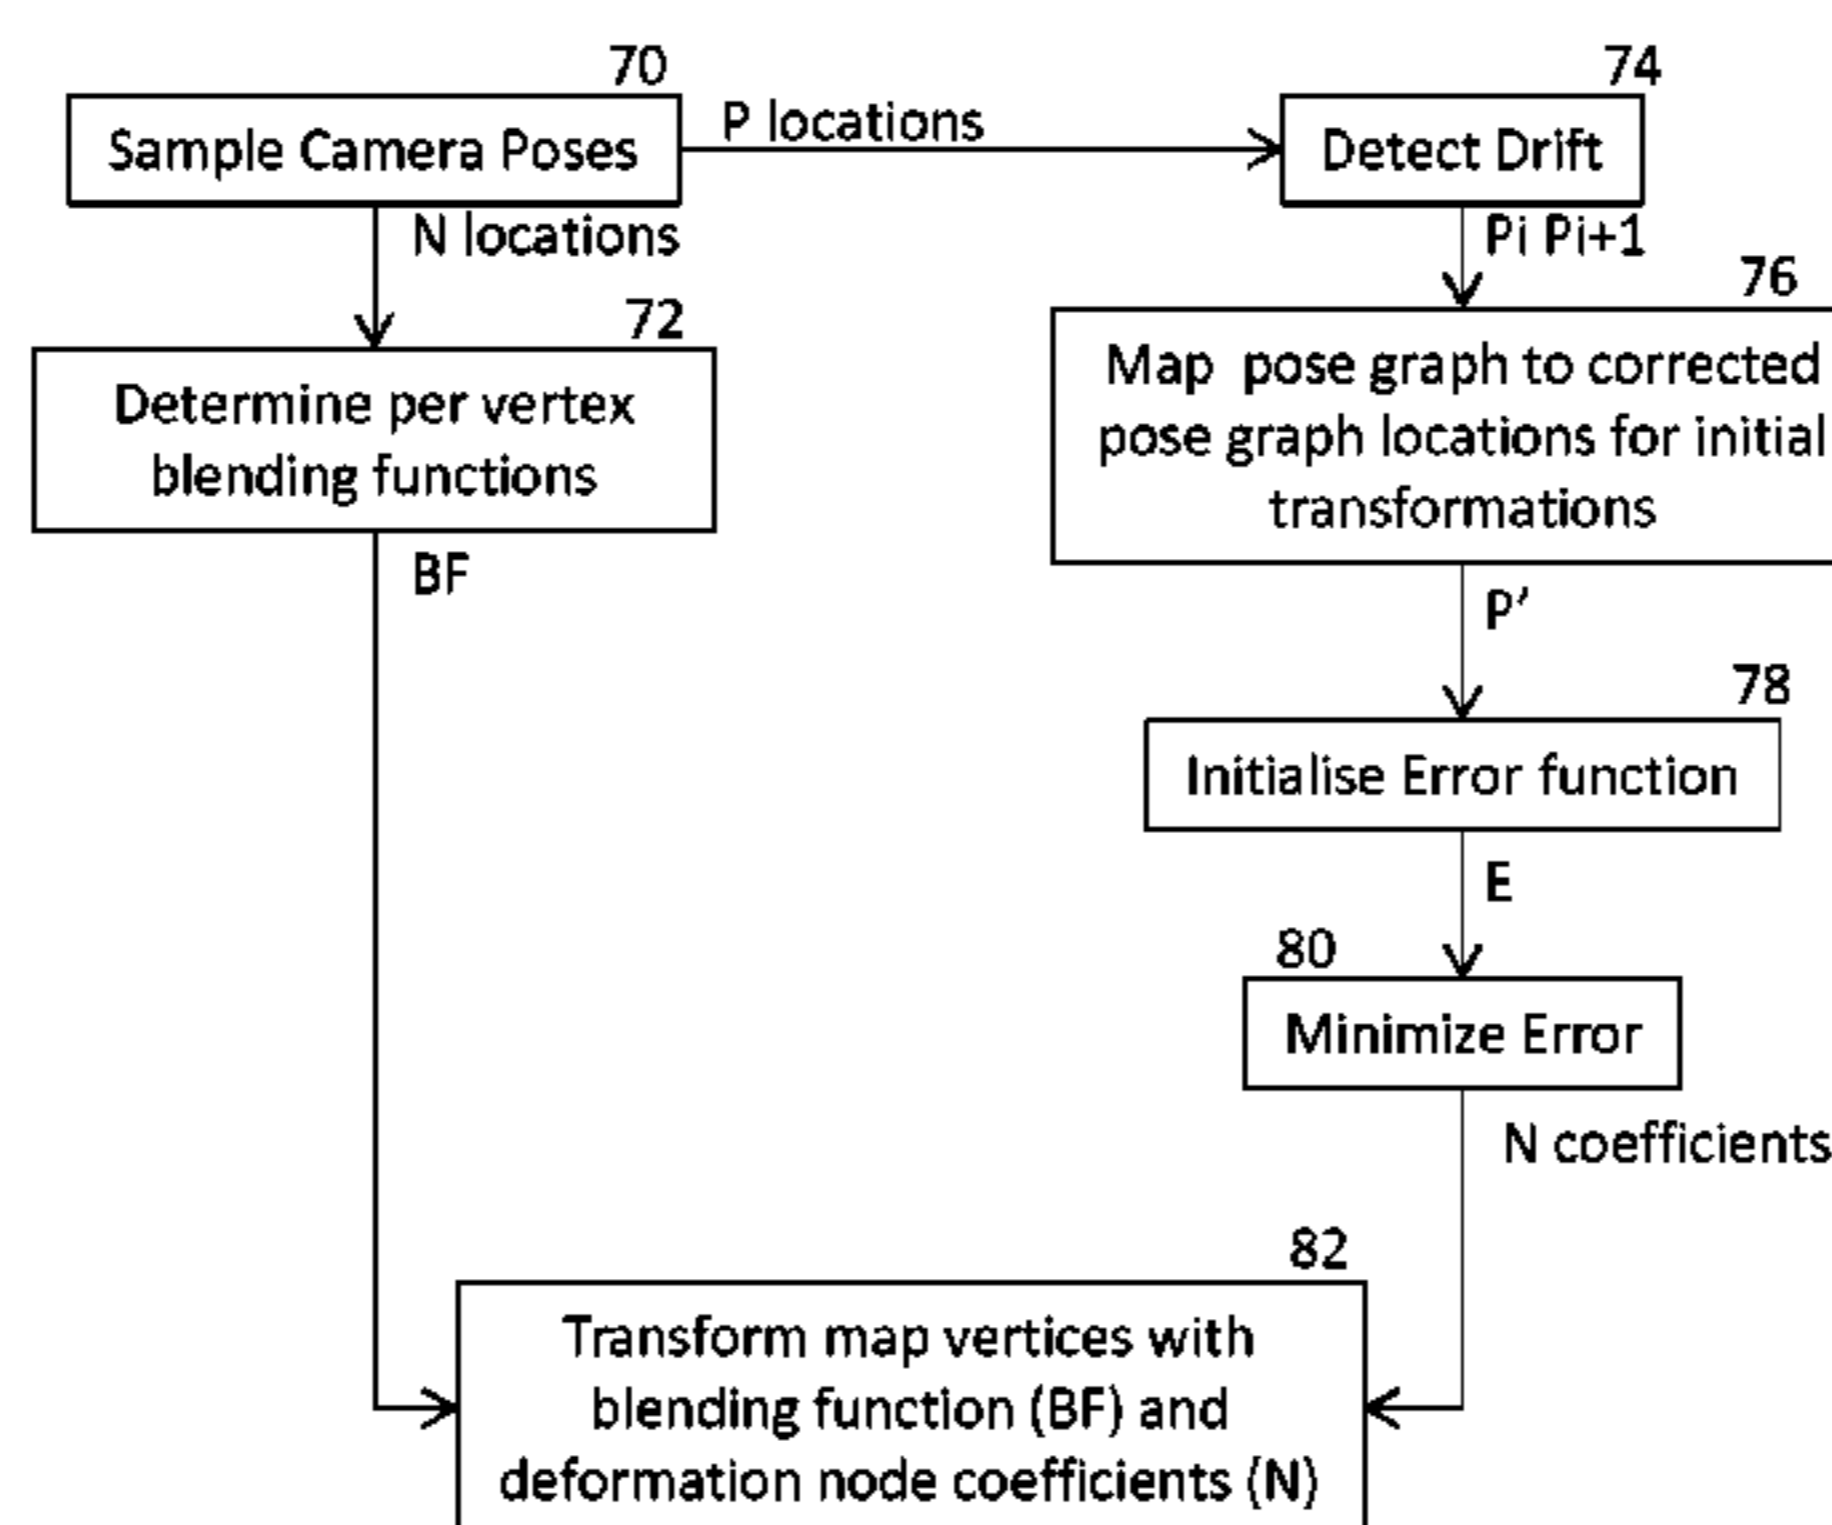 70
Sample Camera Poses
P locations
74
Detect Drift
N locations
Pi Pi+1
72
Determine per vertex
blending functions
76
Map pose graph to corrected
pose graph locations for initial
transformations
BF
P’
78
Initialise Error function
E
80
Minimize Error
N coefficients
82
Transform map vertices with
blending function (BF) and
deformation node coefficients (N)